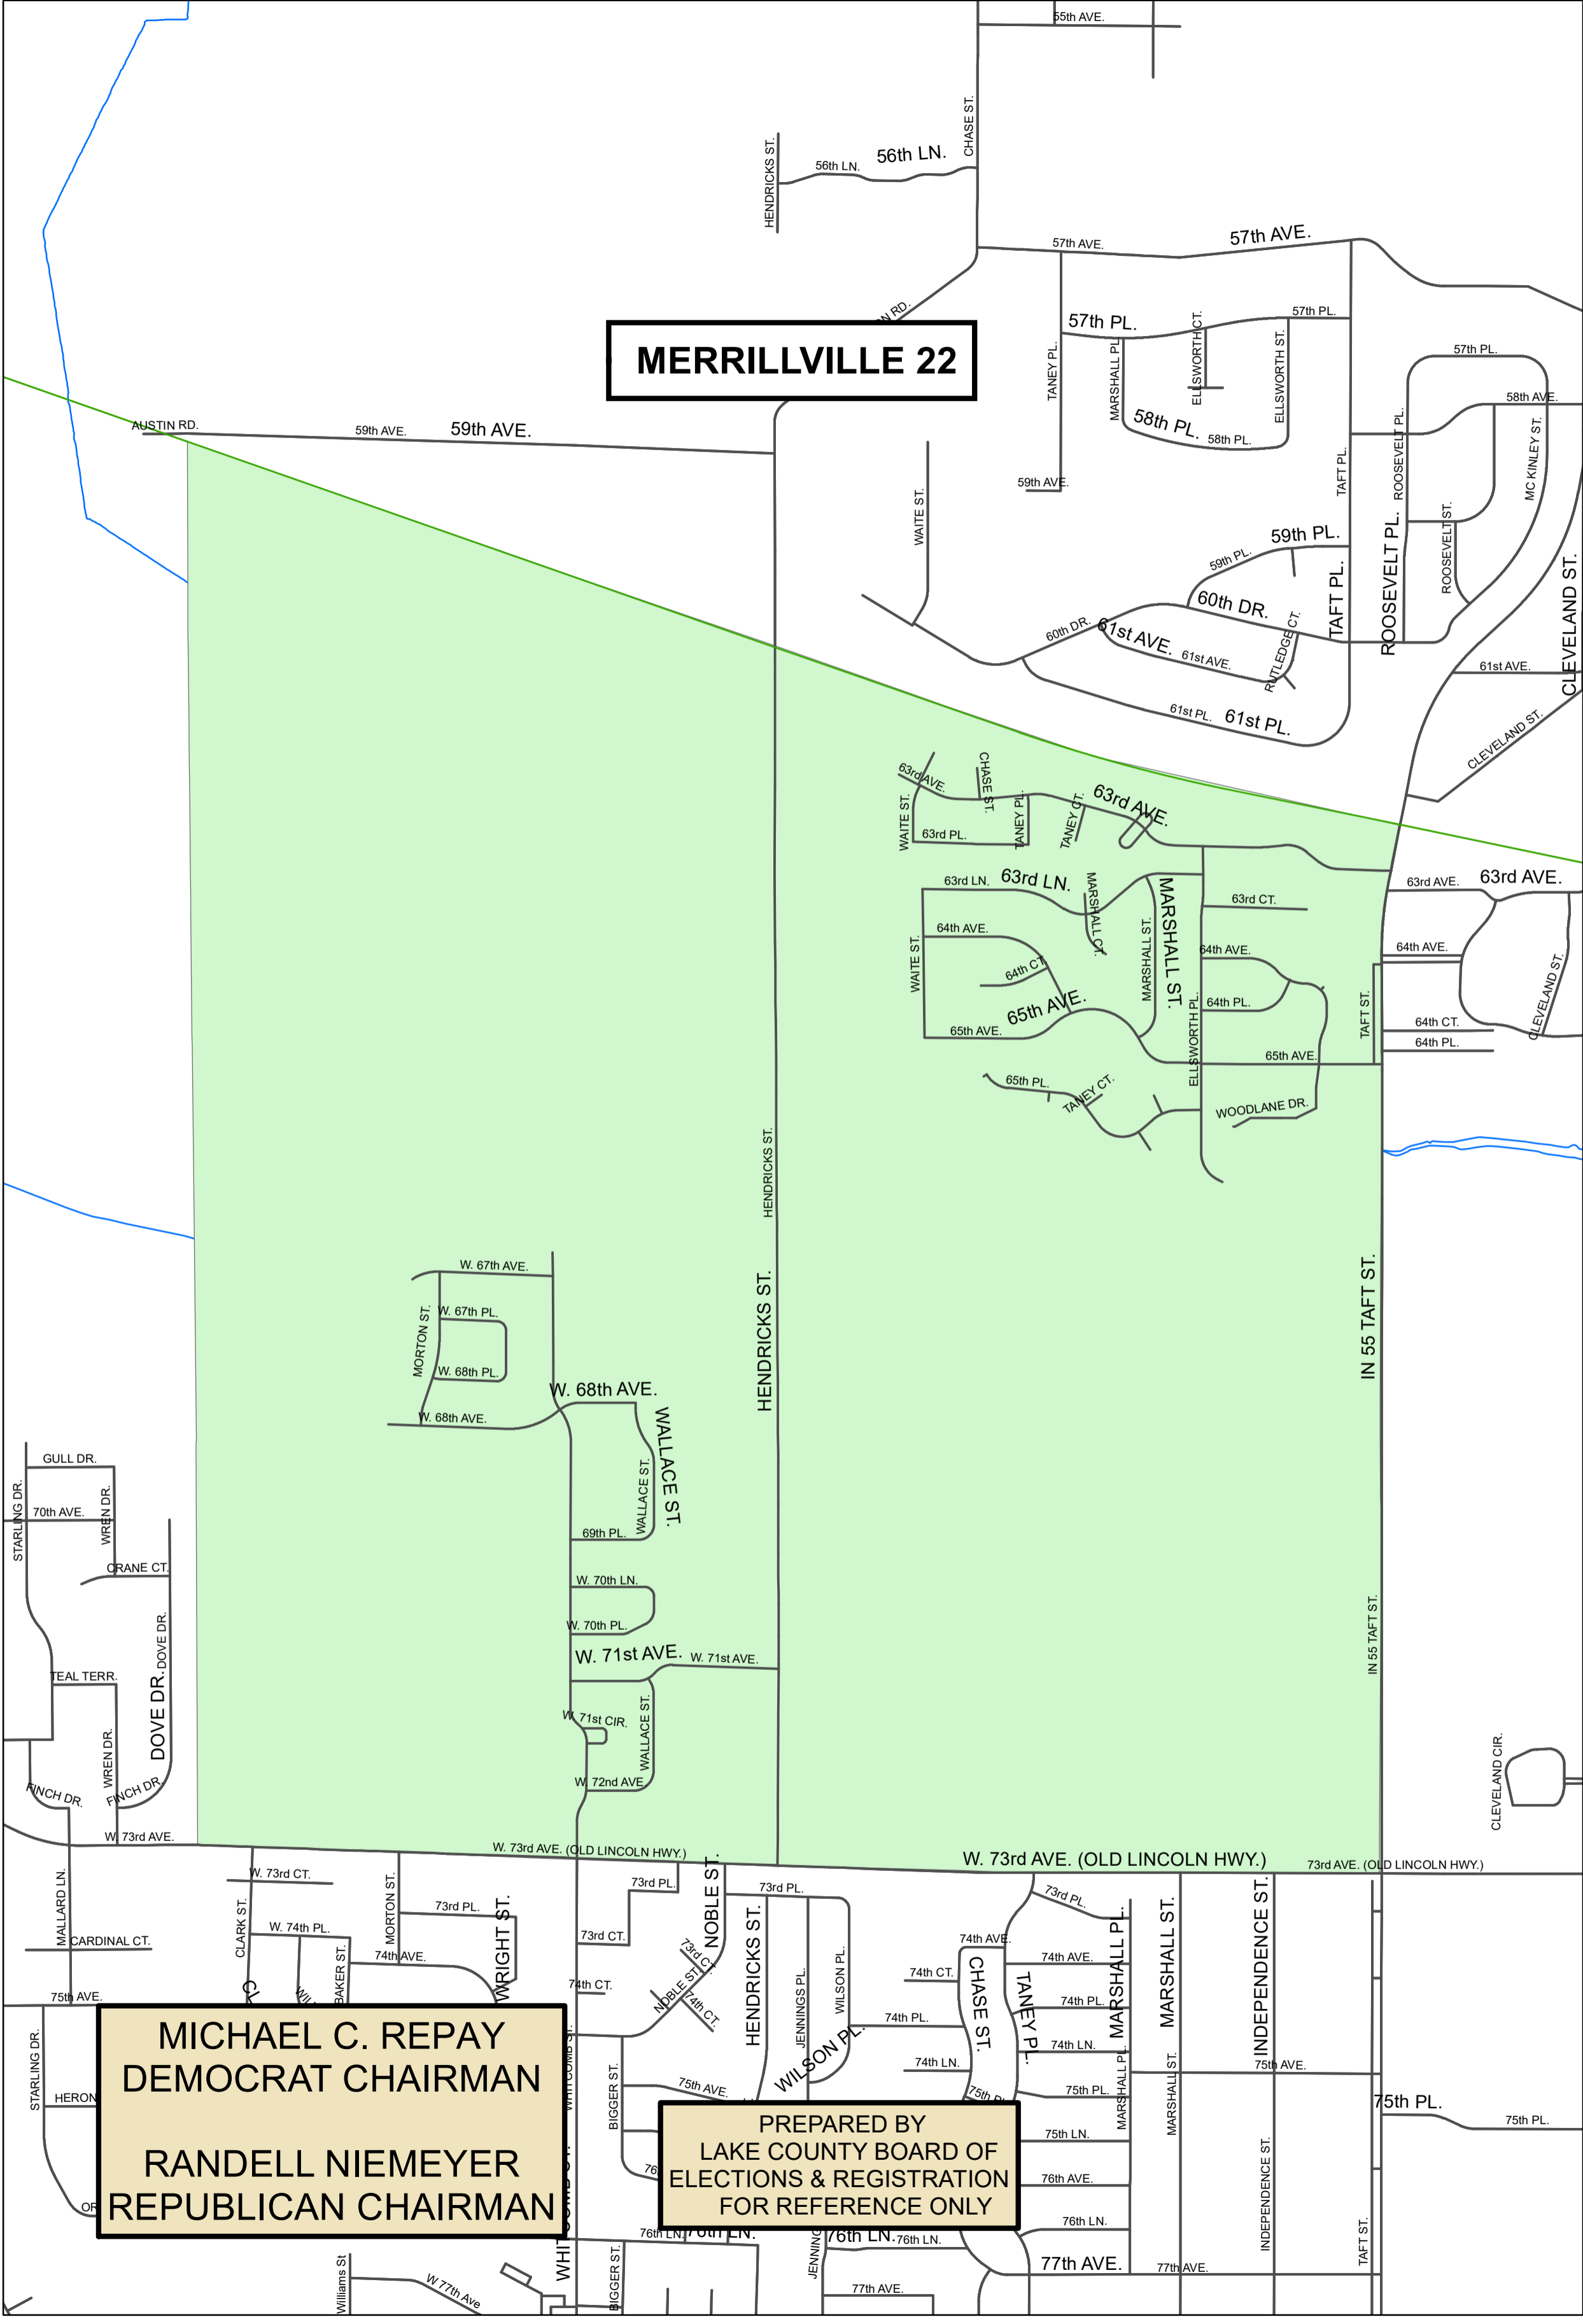 55th AVE.
CHASE ST.
HENDRICKS ST.
56th LN.
56th LN.
57th AVE.
57th AVE.
MERRILLVILLE 22
57th PL.
57th PL.
TANEY PL.
MARSHALL PL.
ELLSWORTH CT.
ELLSWORTH ST.
57th PL.
58th AVE.
AUSTIN RD.
59th AVE.
59th AVE.
58th PL.
58th PL.
TAFT PL.
ROOSEVELT PL.
MC KINLEY ST.
59th AVE.
WAITE ST.
59th PL.
59th PL.
ROOSEVELT PL.
ROOSEVELT ST.
TAFT PL.
CLEVELAND ST.
60th DR.
60th DR.
61st AVE.
61st AVE.
RUTLEDGE CT.
61st AVE.
61st PL.
61st PL.
CLEVELAND ST.
63rd AVE.
CHASE ST.
63rd AVE.
WAITE ST.
63rd PL.
TANEY PL.
TANEY CT.
63rd LN.
63rd LN.
MARSHALL CT.
MARSHALL ST.
MARSHALL ST.
63rd CT.
63rd AVE.
63rd AVE.
64th AVE.
64th AVE.
64th AVE.
WAITE ST.
64th CT.
64th PL.
65th AVE.
65th AVE.
65th AVE.
ELLSWORTH PL.
TAFT ST.
64th CT.
64th PL.
CLEVELAND ST.
65th PL.
TANEY CT.
WOODLANE DR.
HENDRICKS ST.
HENDRICKS ST.
IN 55 TAFT ST.
W. 67th AVE.
W. 67th PL.
MORTON ST.
W. 68th PL.
W. 68th AVE.
W. 68th AVE.
WALLACE ST.
WALLACE ST.
GULL DR.
STARLING DR.
70th AVE.
WREN DR.
CRANE CT.
69th PL.
W. 70th LN.
W. 70th PL.
W. 71st AVE.
W. 71st AVE.
IN 55 TAFT ST.
DOVE DR.
DOVE DR.
TEAL TERR.
WREN DR.
FINCH DR.
FINCH DR.
W. 71st CIR.
WALLACE ST.
W. 72nd AVE.
CLEVELAND CIR.
W. 73rd AVE.
W. 73rd AVE. (OLD LINCOLN HWY.)
W. 73rd AVE. (OLD LINCOLN HWY.)
73rd AVE. (OLD LINCOLN HWY.)
MALLARD LN.
CARDINAL CT.
75th AVE.
CLARK ST.
W. 73rd CT.
W. 74th PL.
BAKER ST.
MORTON ST.
73rd PL.
74th AVE.
WRIGHT ST.
73rd PL.
73rd CT.
74th CT.
NOBLE ST.
NOBLE ST.
73rd CT.
74th CT.
73rd PL.
HENDRICKS ST.
JENNINGS PL.
WILSON PL.
WILSON PL.
73rd PL.
74th AVE.
74th AVE.
74th CT.
CHASE ST.
TANEY PL.
74th PL.
74th PL.
74th LN.
74th LN.
MARSHALL PL.
MARSHALL PL.
MARSHALL ST.
MARSHALL ST.
INDEPENDENCE ST.
75th AVE.
75th AVE.
BIGGER ST.
75th PL.
75th PL.
75th PL.
STARLING DR.
HERON
MICHAEL C. REPAY
DEMOCRAT CHAIRMAN
RANDELL NIEMEYER
REPUBLICAN CHAIRMAN
PREPARED BY
LAKE COUNTY BOARD OF
ELECTIONS & REGISTRATION
FOR REFERENCE ONLY
75th LN.
76th AVE.
76th LN.
INDEPENDENCE ST.
TAFT ST.
76th LN.
76th LN.
76th LN.
76th LN.
77th AVE.
77th AVE.
77th AVE.
BIGGER ST.
Williams St
W 77th Ave